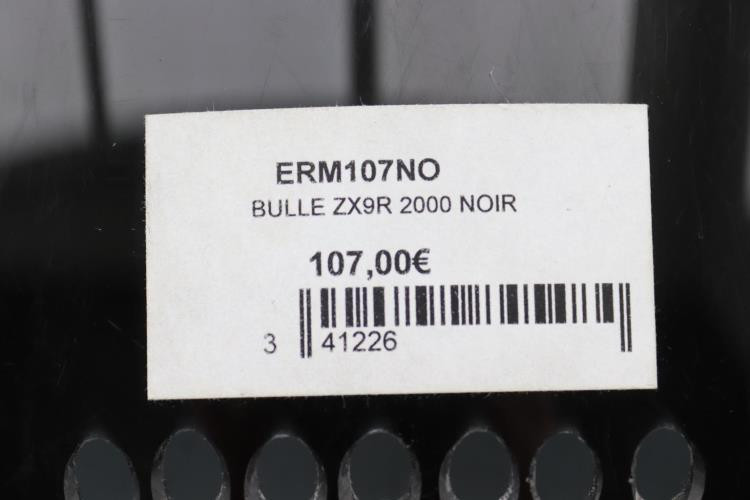 ERM107NO
BULLE ZX9R 2000 NOIR
107,00€
3 41226